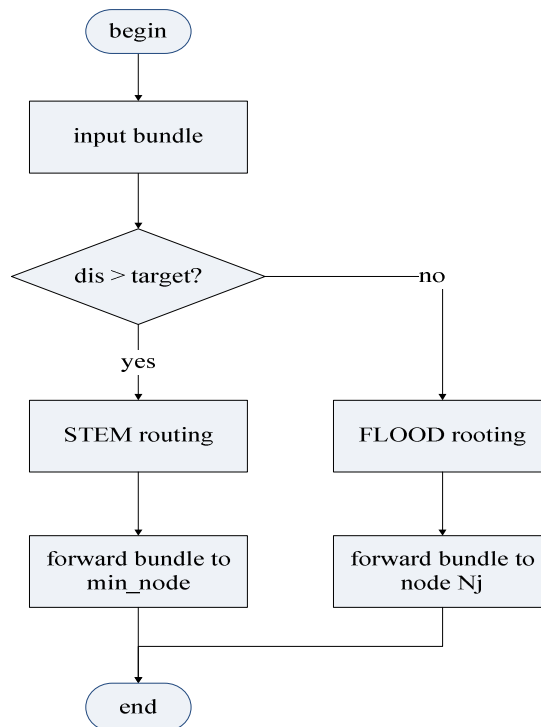 begin
input bundle
dis > target?
no
yes
STEM routing
FLOOD rooting
forward bundle to
min_node
forward bundle to
node Nj
end